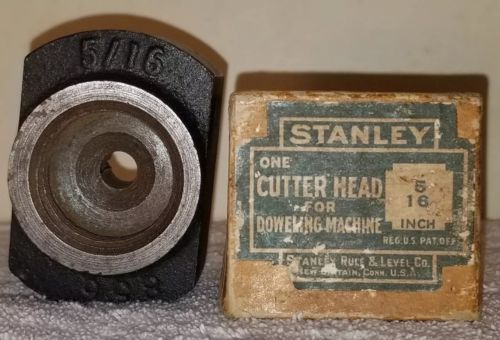 5/16
856
STANLEY
ONE
CUTTER HEAD
FOR
DOWELING MACHINE
5
16
INCH
REG. U.S. PAT. OFF.
STANLEY RULE & LEVEL CO.
NEW BRITAIN, CONN. U.S.A.